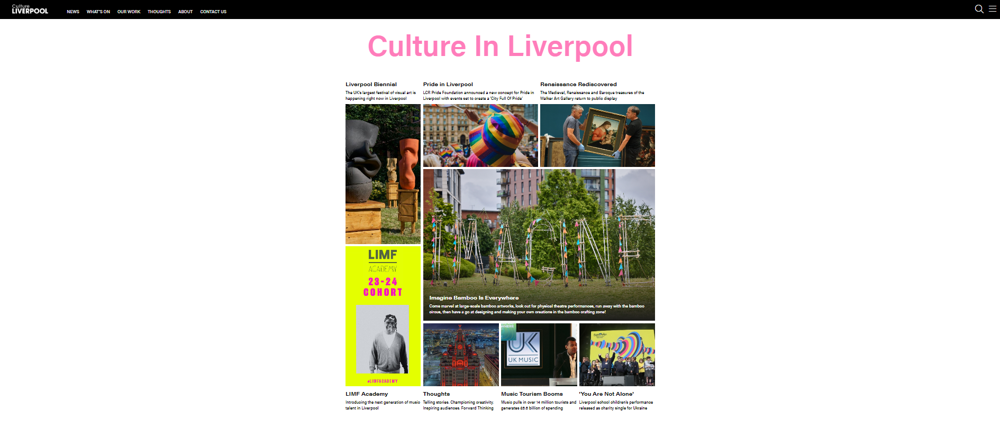 Culture
LIVERPOOL
NEWS WHAT'S ON OUR WORK THOUGHTS ABOUT CONTACT US
Culture In Liverpool
Liverpool Biennial
The UK's largest festival of visual art is
happening right now in Liverpool
Pride in Liverpool
LCR Pride Foundation announced a new concept for Pride in
Liverpool with events set to create a 'City Full Of Pride'
Renaissance Rediscovered
The Medieval, Renaissance and Baroque treasures of the
Walker Art Gallery return to public display
IMAGINE
Imagine Bamboo Is Everywhere
Come marvel at large-scale bamboo artworks, look out for physical theatre performances, run away with the bamboo
circus, then have a go at designing and making your own creations in the bamboo crafting zone!
LIMF
ACADEMY
23-24
COHORT
#LIMFACADEMY
LIMF Academy
Introducing the next generation of music
talent in Liverpool
Thoughts
Telling stories. Championing creativity.
Inspiring audiences. Forward Thinking
WHERE
UK
UK MUSIC
Music Tourism Booms
Music pulls in over 14 million tourists and
generates £6.6 billion of spending
'You Are Not Alone'
Liverpool school children's performance
released as charity single for Ukraine